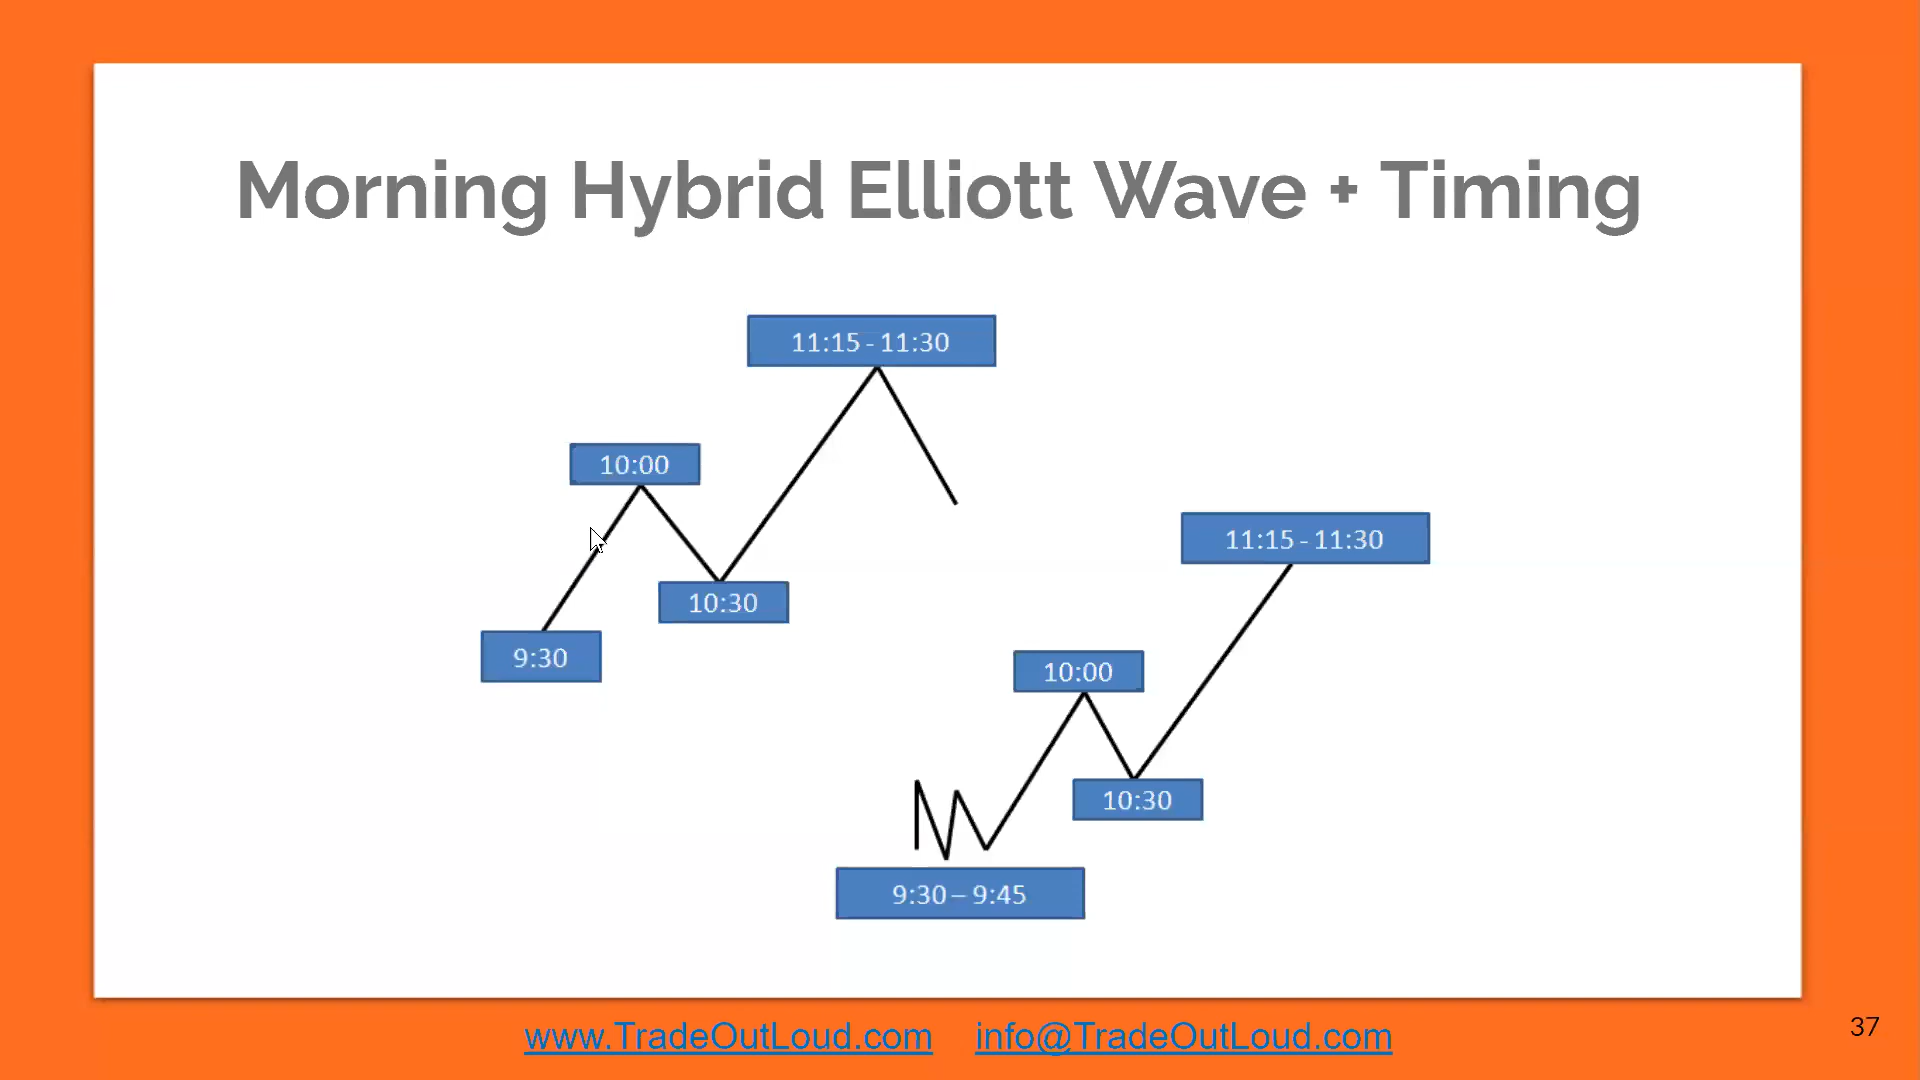 Morning Hybrid Elliott Wave + Timing
11:15 - 11:30
10:00
10:30
9:30
11:15 - 11:30
10:00
10:30
9:30 – 9:45
www.TradeOutLoud.com info@TradeOutLoud.com
37